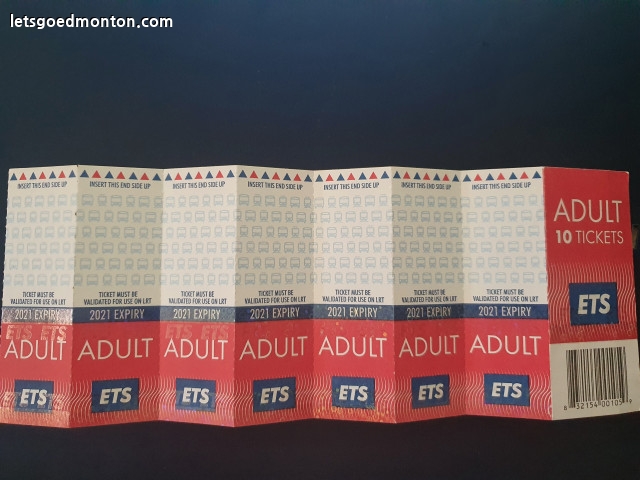 letsgoedmonton.com
INSERT THIS END SIDE UP
TICKET MUST BE
VALIDATED FOR USE ON LRT
2021 EXPIRY
ADULT
ETS
INSERT THIS END SIDE UP
TICKET MUST BE
VALIDATED FOR USE ON LRT
2021 EXPIRY
ADULT
ETS
INSERT THIS END SIDE UP
TICKET MUST BE
VALIDATED FOR USE ON LRT
2021 EXPIRY
ADULT
ETS
INSERT THIS END SIDE UP
TICKET MUST BE
VALIDATED FOR USE ON LRT
2021 EXPIRY
ADULT
ETS
INSERT THIS END SIDE UP
TICKET MUST BE
VALIDATED FOR USE ON LRT
2021 EXPIRY
ADULT
ETS
INSERT THIS END SIDE UP
TICKET MUST BE
VALIDATED FOR USE ON LRT
2021 EXPIRY
ADULT
ETS
INSERT THIS END SIDE UP
TICKET MUST BE
VALIDATED FOR USE ON LRT
2021 EXPIRY
ADULT
ETS
ADULT
10 TICKETS
ETS
8 32154 00105 9